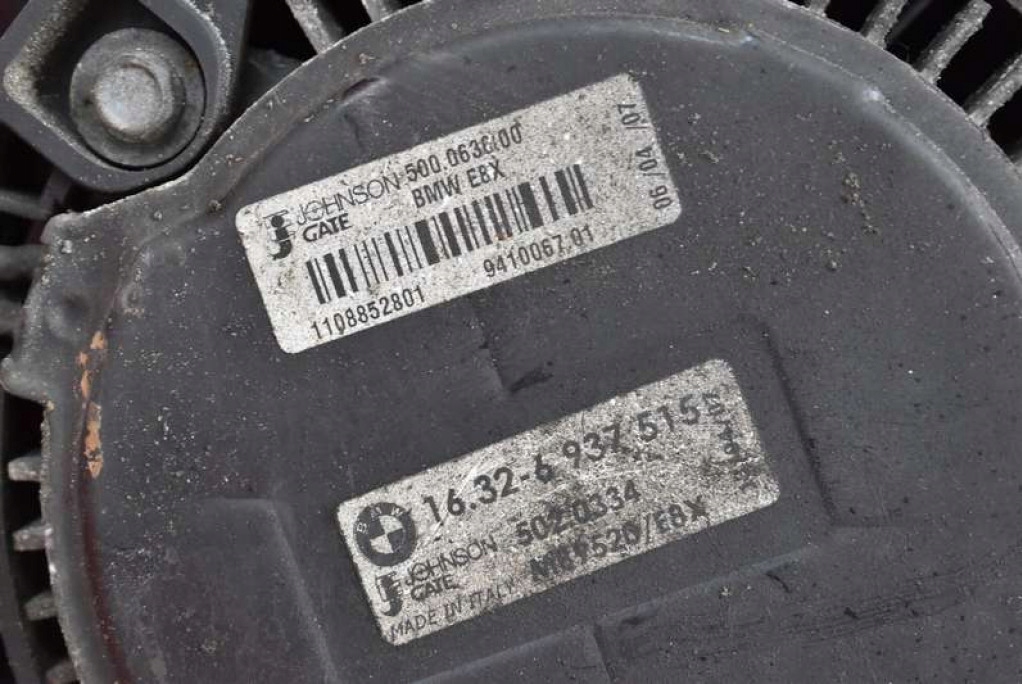 JOHNSON 500.0636.00
GATE BMW E8X
06 /04 /07
1108852801 9410067.01
16.32-6 937 515
JOHNSON 502.0334
GATE
MADE IN ITALY